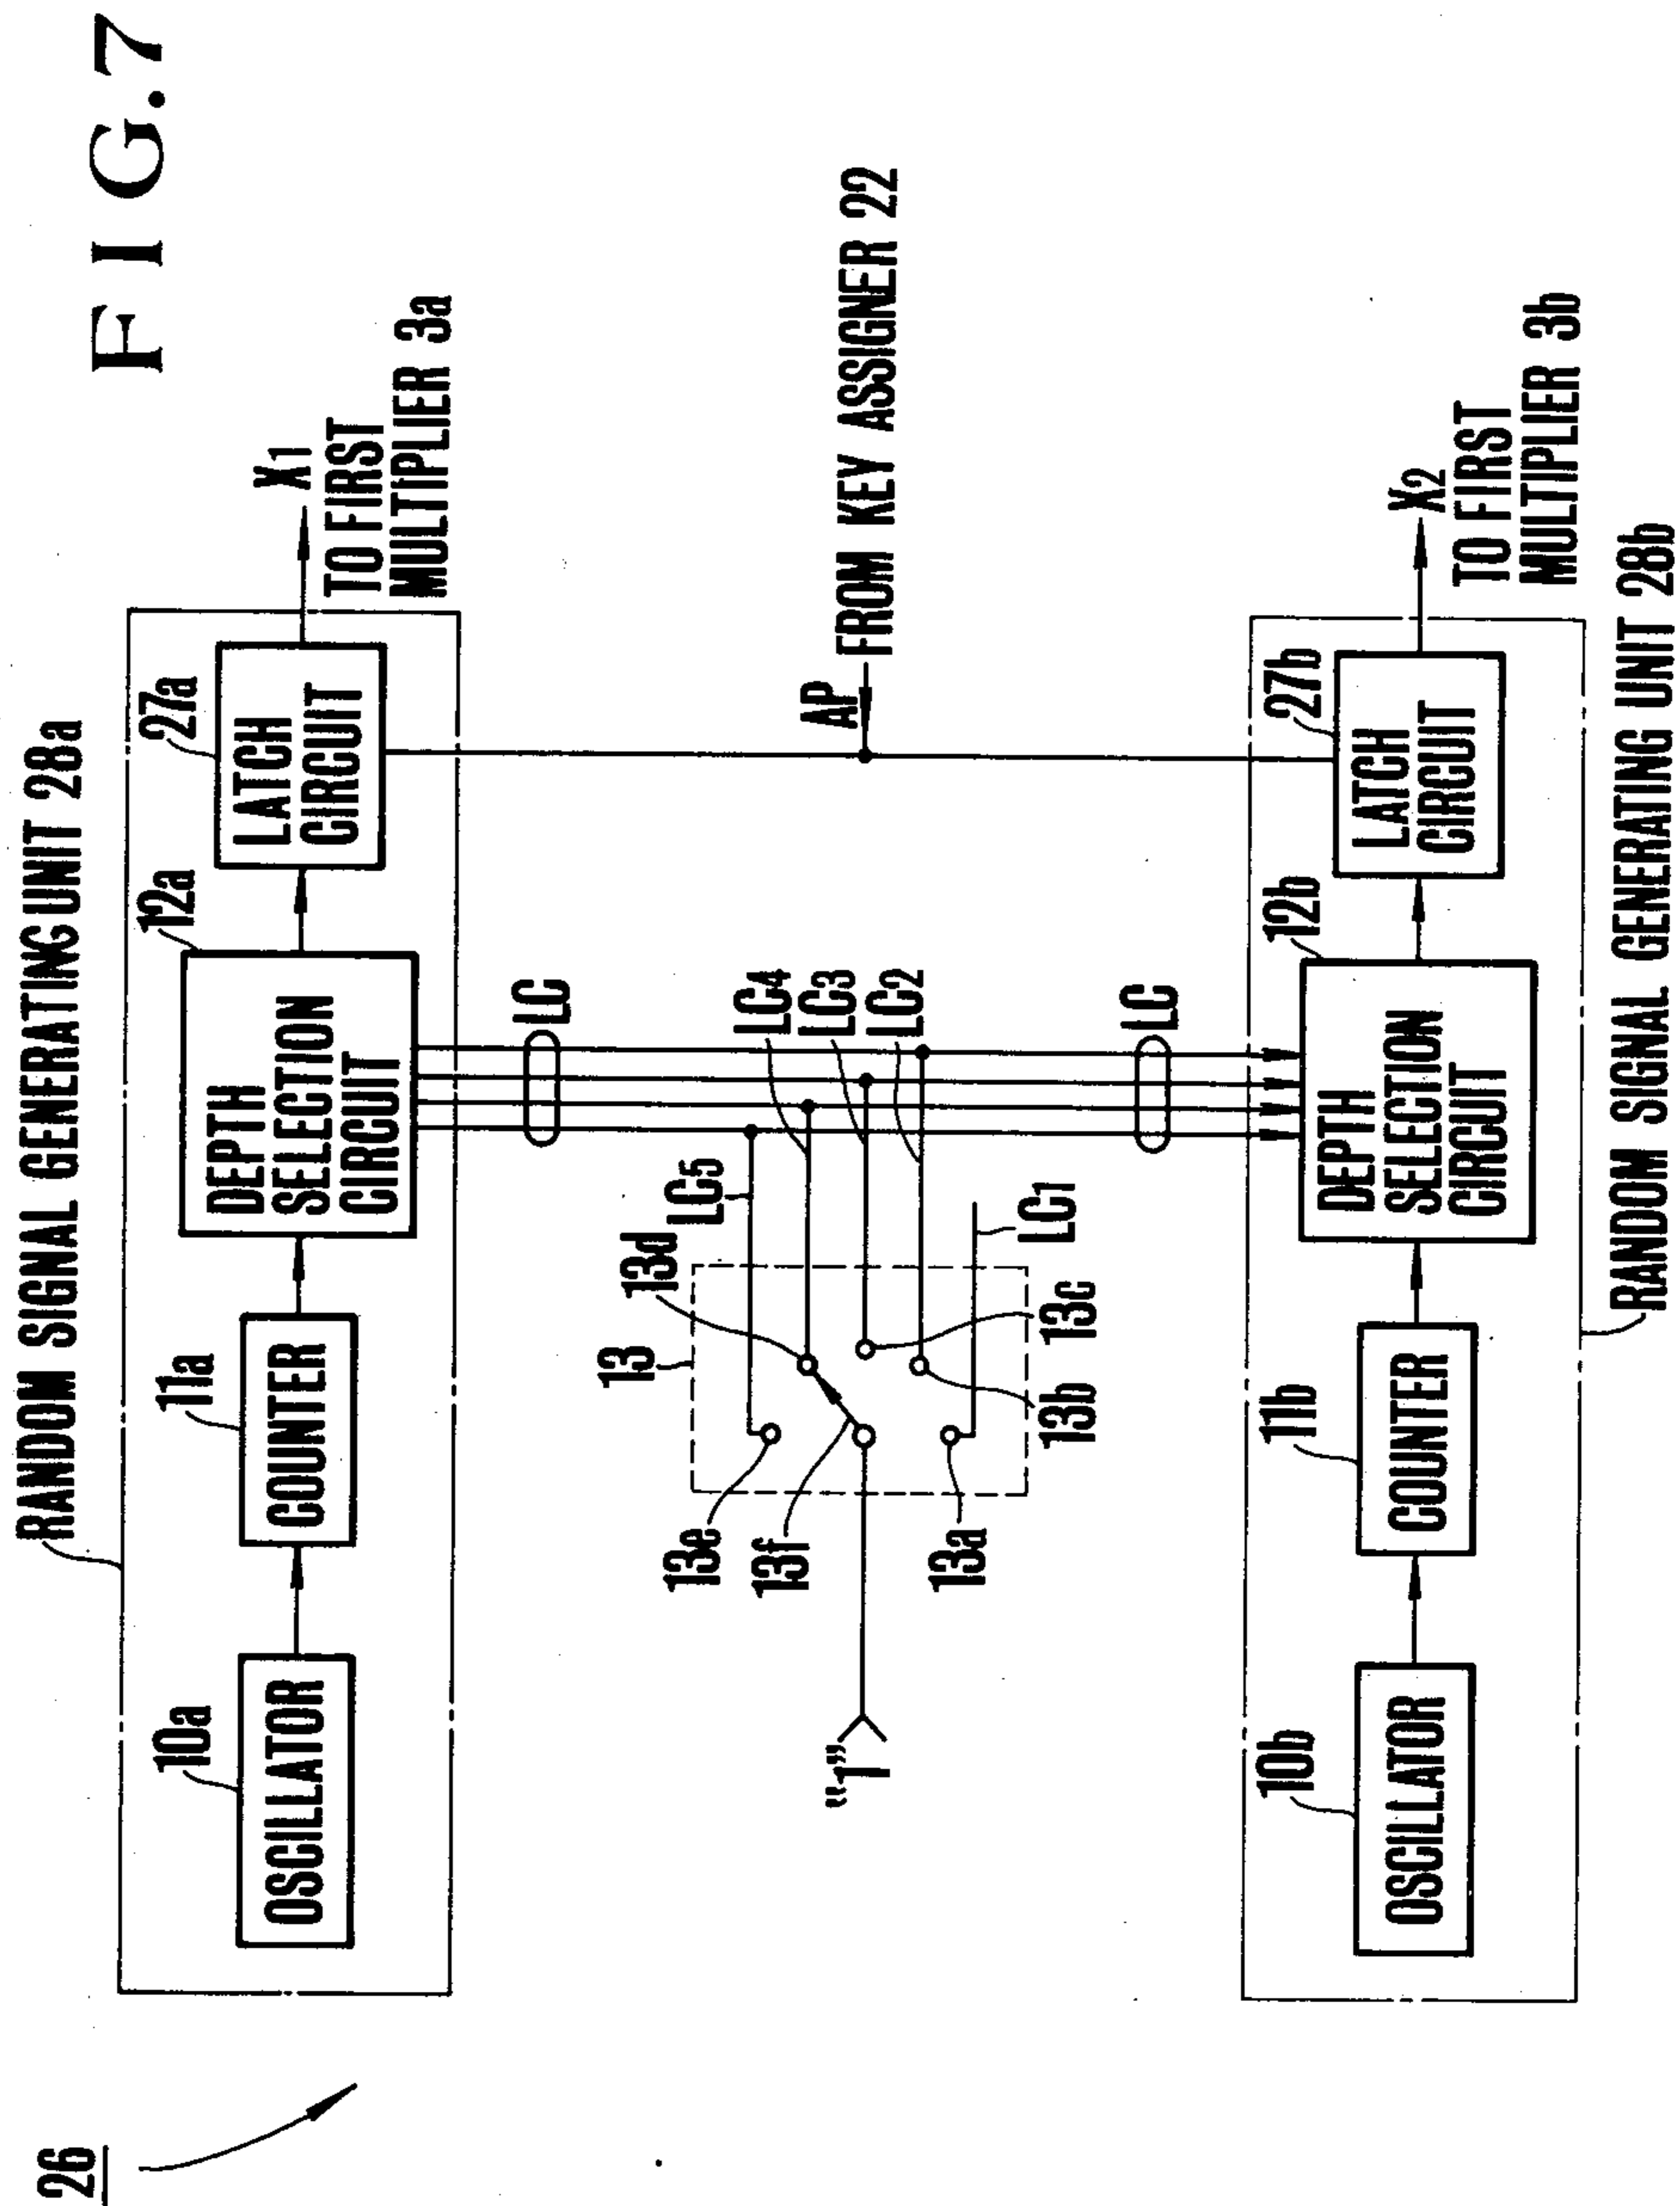 FIG.7
26
RANDOM SIGNAL GENERATING UNIT 28a
10a
OSCILLATOR
11a
COUNTER
12a
DEPTH
SELECTION
CIRCUIT
27a
LATCH
CIRCUIT
X1
TO FIRST
MULTIPLIER 3a
LC
"1"
13
13e
13f
13a
13d
13c
13b
LC5
LC4
LC3
LC2
LC1
AP
FROM KEY ASSIGNER 22
LC
10b
OSCILLATOR
11b
COUNTER
12b
DEPTH
SELECTION
CIRCUIT
27b
LATCH
CIRCUIT
X2
TO FIRST
MULTIPLIER 3b
RANDOM SIGNAL GENERATING UNIT 28b